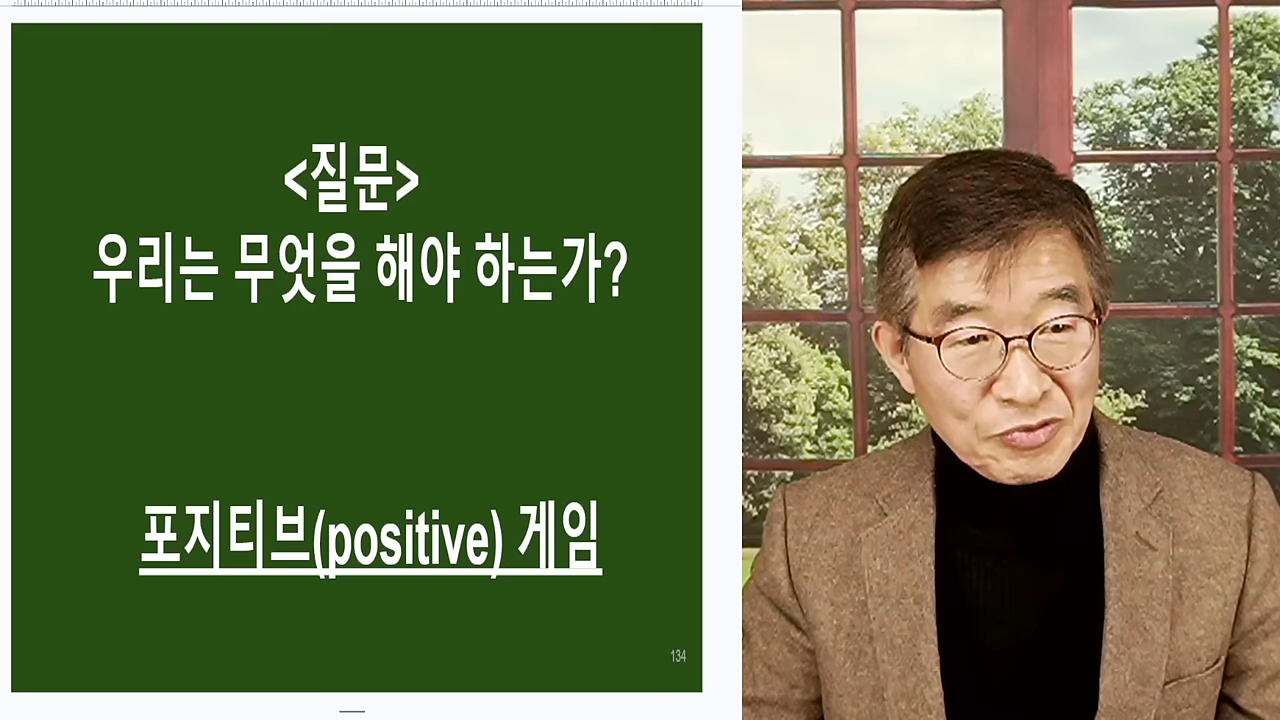 <질문>
우리는 무엇을 해야 하는가?
포지티브(positive) 게임
134